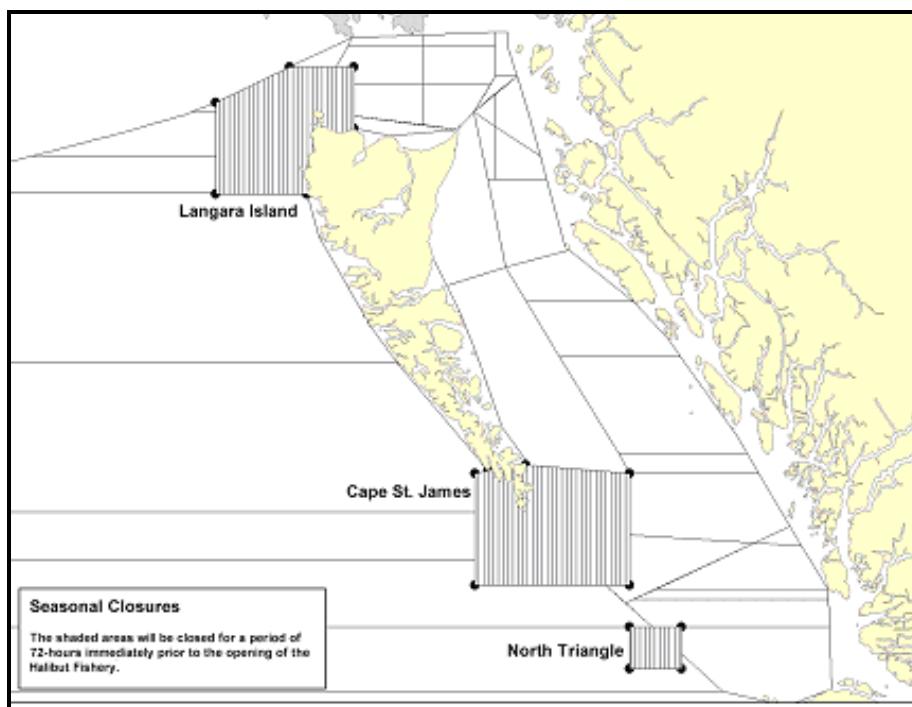 Langara Island
Cape St. James
Seasonal Closures
The shaded areas will be closed for a period of
72-hours immediately prior to the opening of the
Halibut Fishery.
North Triangle